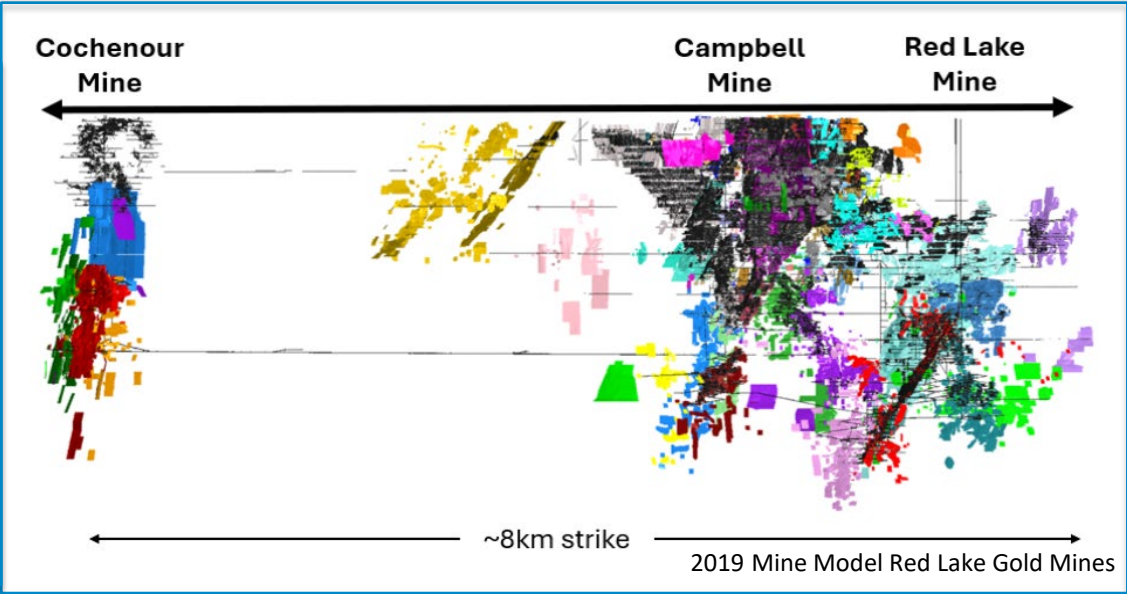 Cochenour
Mine
Campbell
Mine
Red Lake
Mine
~8km strike
2019 Mine Model Red Lake Gold Mines